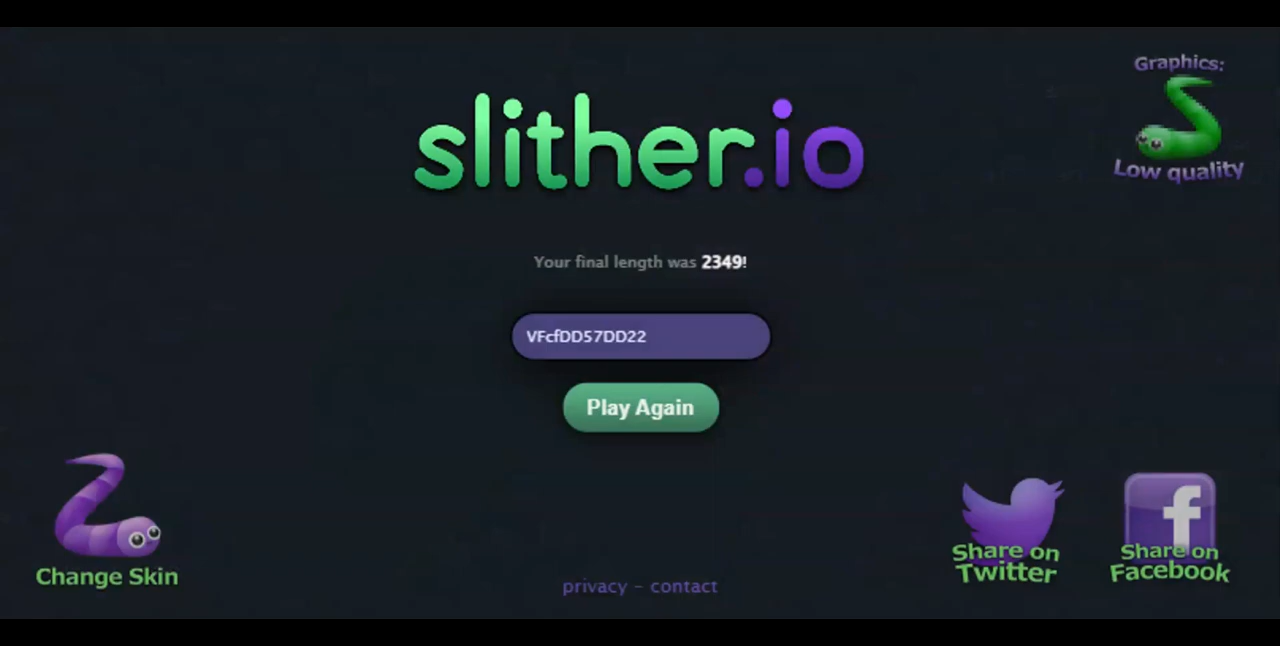 Graphics:
slither.io
Low quality
Your final length was 2349!
VFcfDD57DD22
Play Again
Change Skin
Share on
Twitter
Share on
Facebook
privacy - contact